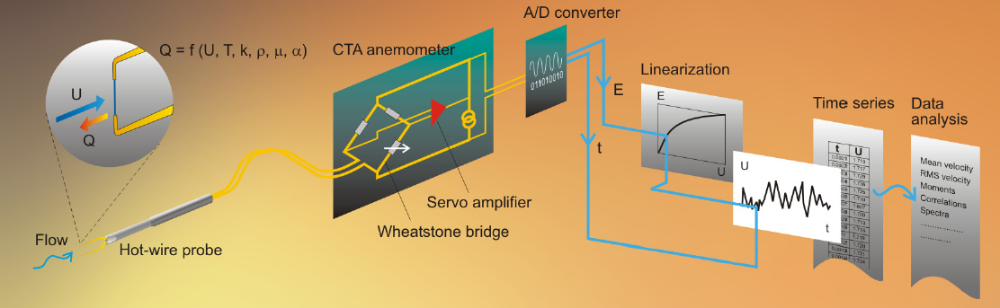 A/D converter
Q = f (U, T, k, ρ, μ, α)
CTA anemometer
U
Q
011010010
E
t
Linearization
E
U
U
t
Time series
t U
Data
analysis
Mean velocity
RMS velocity
Moments
Correlations
Spectra
................
............
Servo amplifier
Wheatstone bridge
Flow
Hot-wire probe